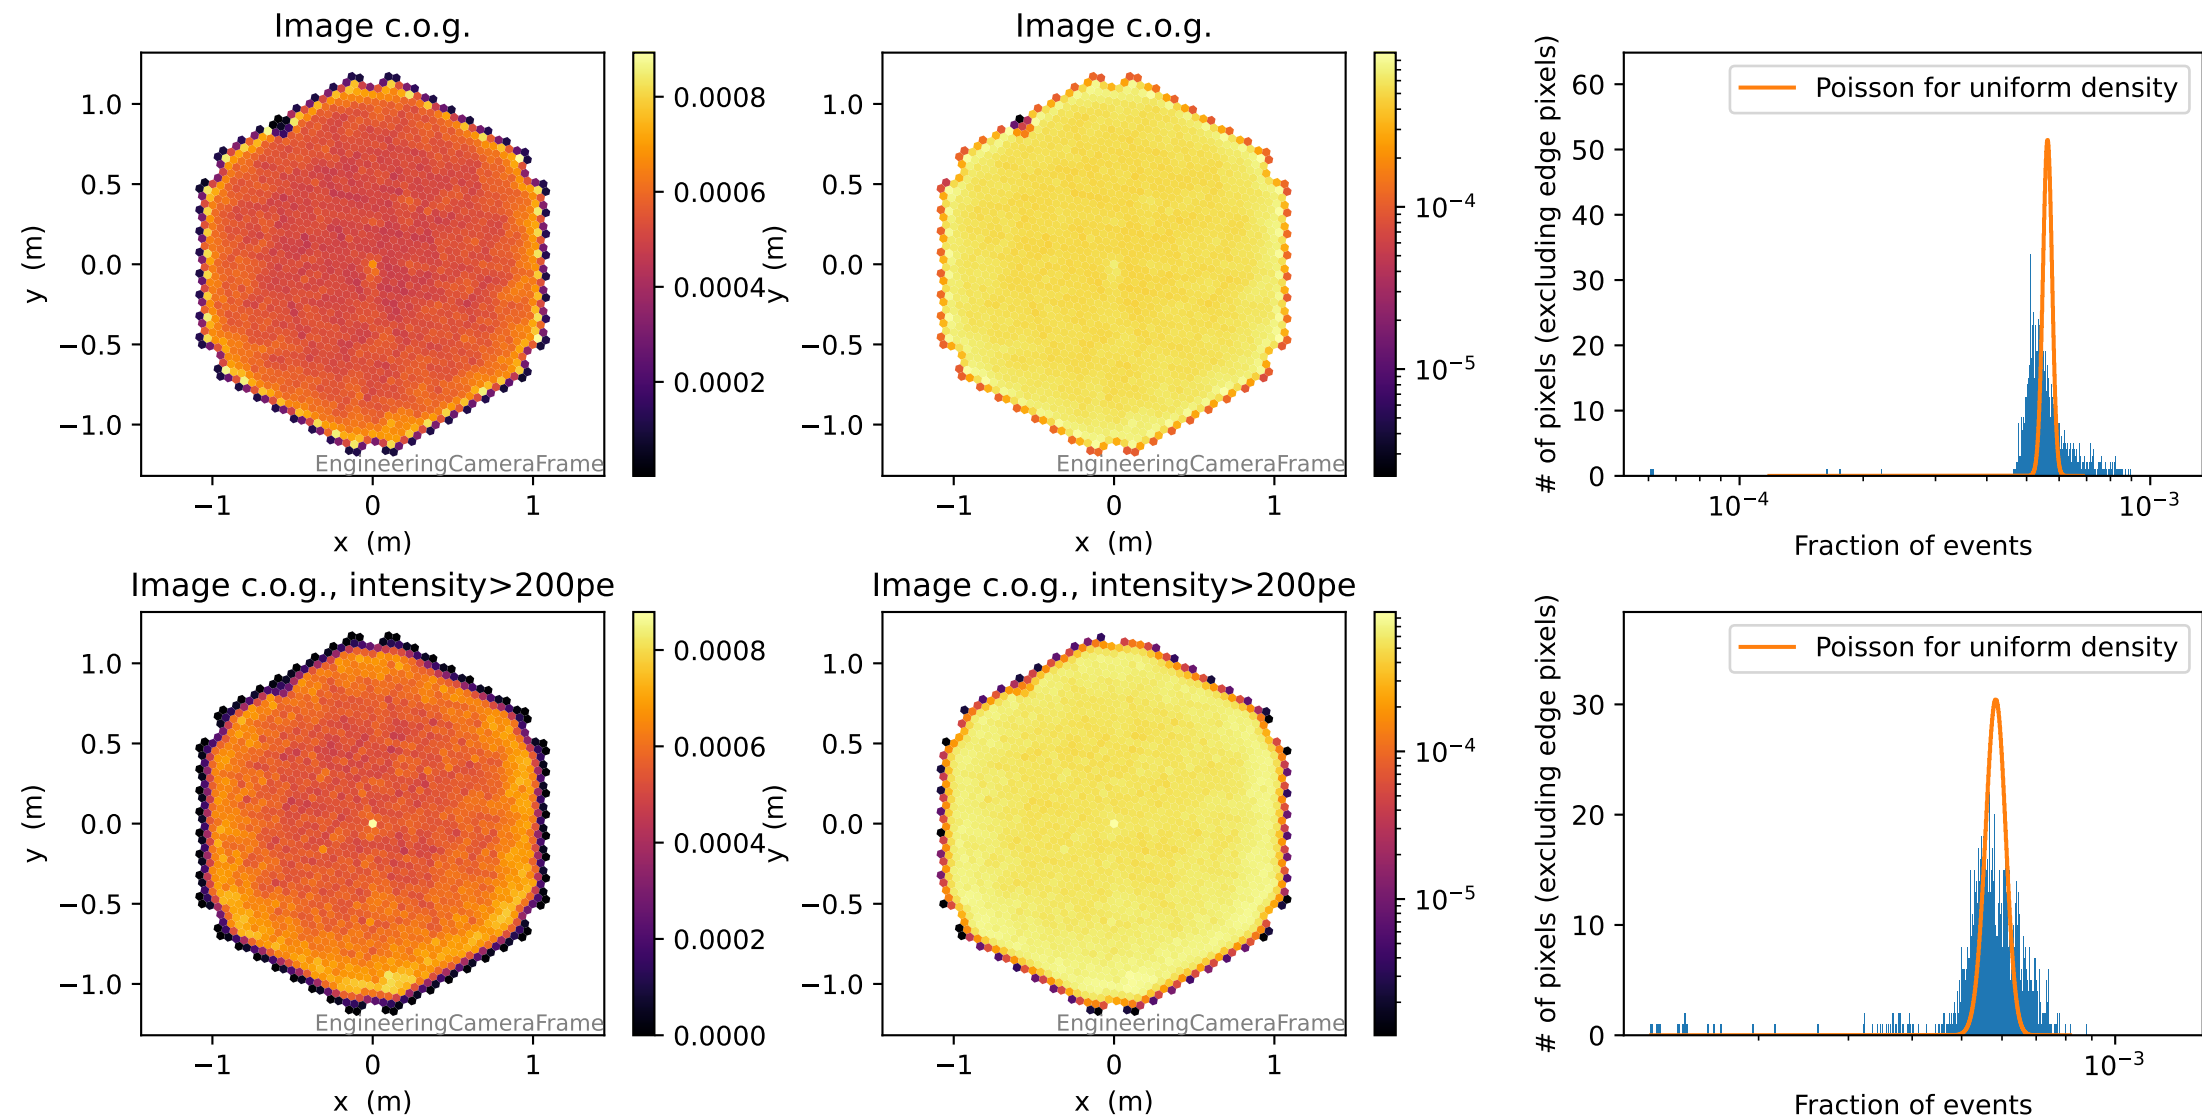 Image c.o.g.
1.0
0.5
0.0
−0.5
−1.0
y (m)
−1
0
1
x (m)
EngineeringCameraFrame
0.0008
0.0006
0.0004
0.0002
Image c.o.g.
1.0
0.5
0.0
−0.5
−1.0
y (m)
−1
0
1
x (m)
EngineeringCameraFrame
10⁻⁴
10⁻⁵
# of pixels (excluding edge pixels)
60
50
40
30
20
10
0
Poisson for uniform density
10⁻⁴
10⁻³
Fraction of events
Image c.o.g., intensity>200pe
1.0
0.5
0.0
−0.5
−1.0
y (m)
−1
0
1
x (m)
EngineeringCameraFrame
0.0008
0.0006
0.0004
0.0002
0.0000
Image c.o.g., intensity>200pe
1.0
0.5
0.0
−0.5
−1.0
y (m)
−1
0
1
x (m)
EngineeringCameraFrame
10⁻⁴
10⁻⁵
# of pixels (excluding edge pixels)
30
20
10
0
Poisson for uniform density
10⁻³
Fraction of events